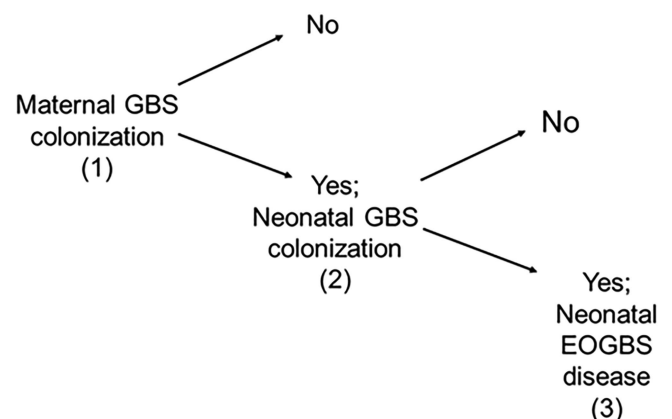 No
Maternal GBS
colonization
(1)
No
Yes;
Neonatal GBS
colonization
(2)
Yes;
Neonatal
EOGBS
disease
(3)